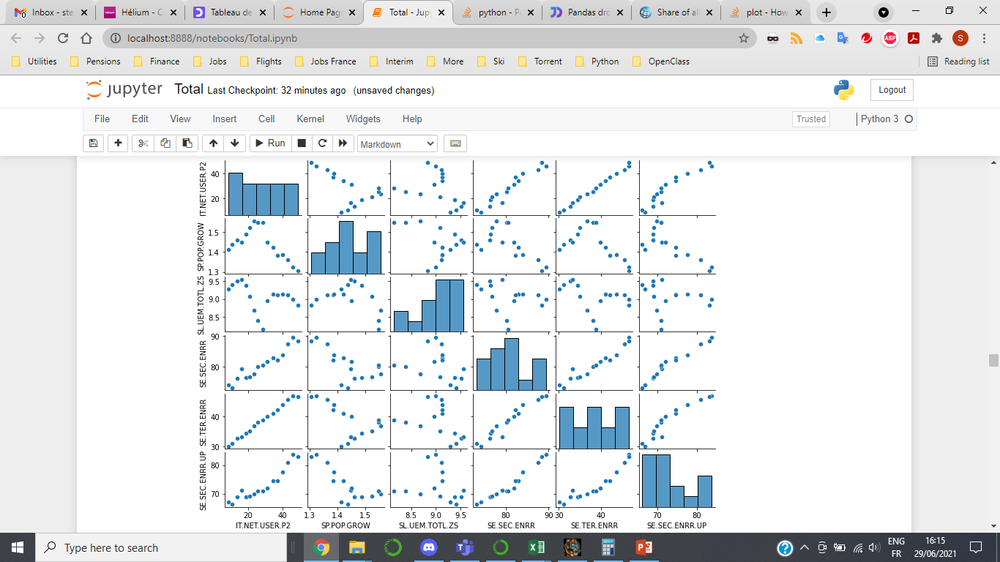 Inbox - ste
Hélium - C
Tableau de
Home Page
Total - Jupy
python - P
Pandas dro
Share of al
plot - How
localhost:8888/notebooks/Total.ipynb
ABP
S
Utilities
Pensions
Finance
Jobs
Flights
Jobs France
Interim
More
Ski
Torrent
Python
OpenClass
Reading list
jupyter
Total Last Checkpoint: 32 minutes ago (unsaved changes)
Logout
File
Edit
View
Insert
Cell
Kernel
Widgets
Help
Trusted
Python 3
Run
Markdown
IT.NET.USER.P2
40
20
SP.POP.GROW
1.5
1.4
1.3
SL.UEM.TOTL.ZS
9.5
9.0
8.5
SE.SEC.ENRR
90
80
SE.TER.ENRR
40
30
SE.SEC.ENRR.UP
80
70
20 40
1.3 1.4 1.5
8.5 9.0 9.5
80 90
30 40
70 80
IT.NET.USER.P2
SP.POP.GROW
SL.UEM.TOTL.ZS
SE.SEC.ENRR
SE.TER.ENRR
SE.SEC.ENRR.UP
Type here to search
ENG
FR
16:15
29/06/2021